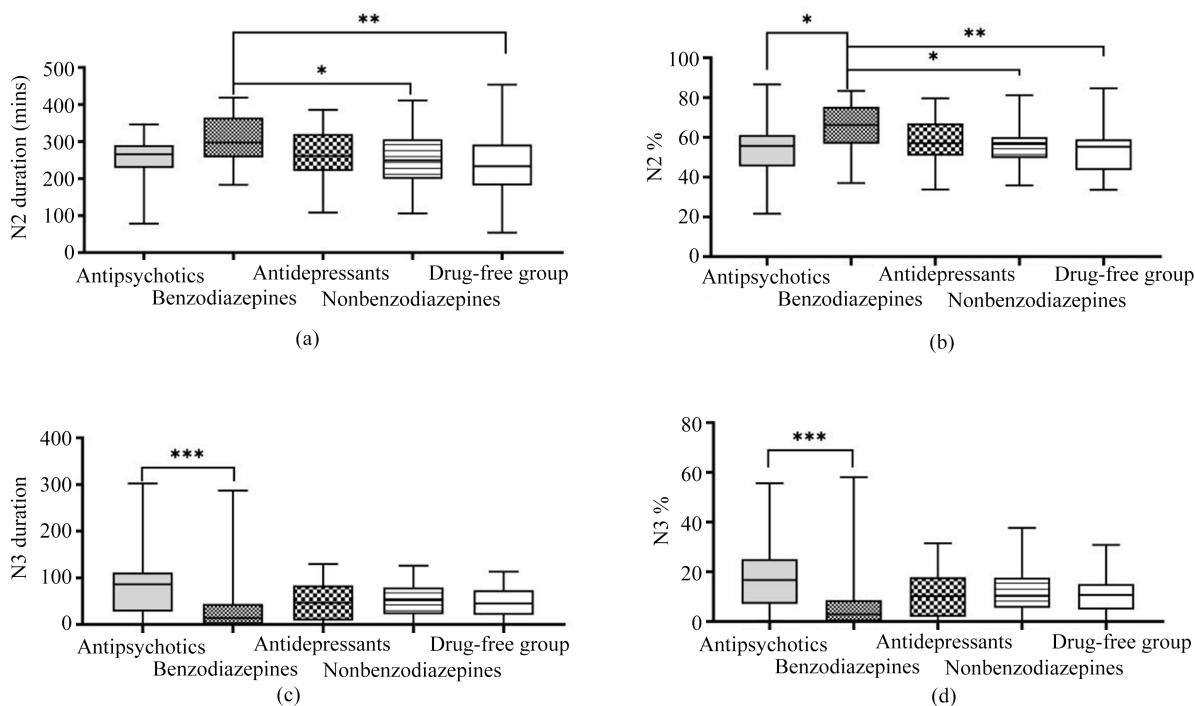 **
*
N2 duration (mins)
500
400
300
200
100
0
Antipsychotics
Antidepressants
Drug-free group
Benzodiazepines
Nonbenzodiazepines
(a)
*
**
*
N2 %
100
80
60
40
20
0
Antipsychotics
Antidepressants
Drug-free group
Benzodiazepines
Nonbenzodiazepines
(b)
***
N3 duration
400
300
200
100
0
Antipsychotics
Antidepressants
Drug-free group
Benzodiazepines
Nonbenzodiazepines
(c)
***
N3 %
80
60
40
20
0
Antipsychotics
Antidepressants
Drug-free group
Benzodiazepines
Nonbenzodiazepines
(d)